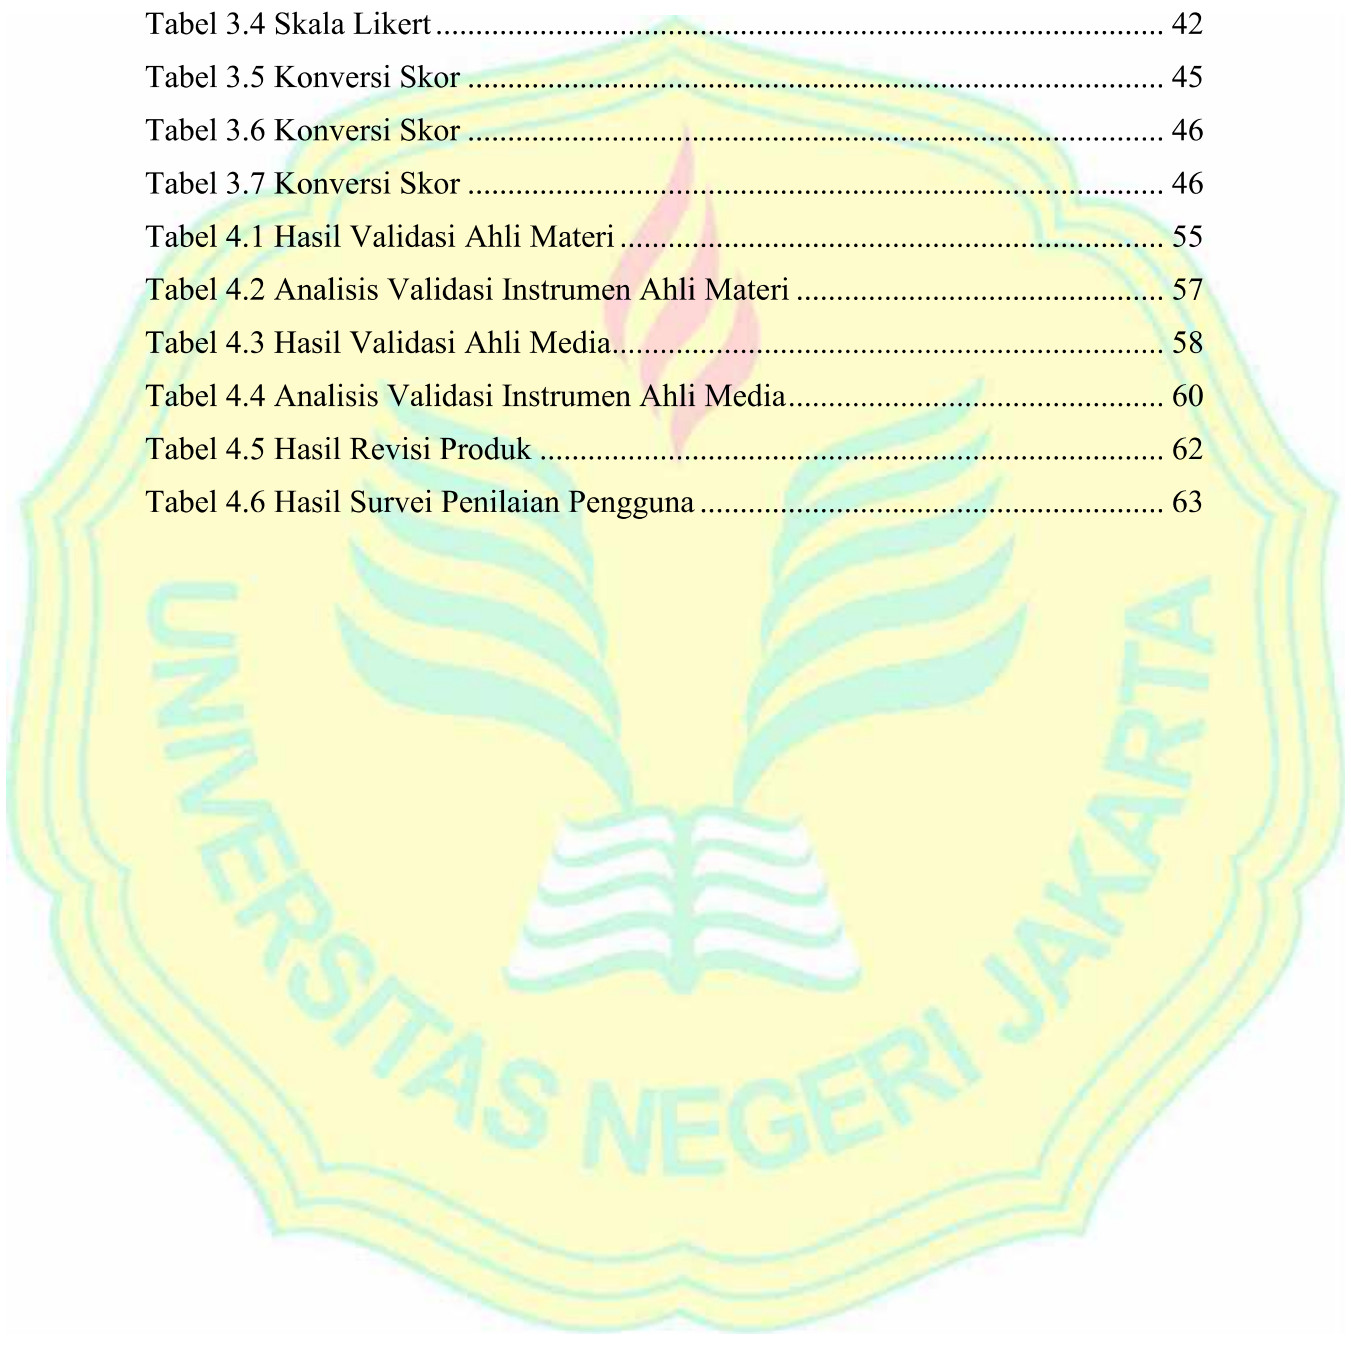 Tabel 3.4 Skala Likert ........................................................................................... 42
Tabel 3.5 Konversi Skor ....................................................................................... 45
Tabel 3.6 Konversi Skor ....................................................................................... 46
Tabel 3.7 Konversi Skor ....................................................................................... 46
Tabel 4.1 Hasil Validasi Ahli Materi .................................................................... 55
Tabel 4.2 Analisis Validasi Instrumen Ahli Materi .............................................. 57
Tabel 4.3 Hasil Validasi Ahli Media..................................................................... 58
Tabel 4.4 Analisis Validasi Instrumen Ahli Media............................................... 60
Tabel 4.5 Hasil Revisi Produk .............................................................................. 62
Tabel 4.6 Hasil Survei Penilaian Pengguna .......................................................... 63
UNIVERSITAS NEGERI JAKARTA